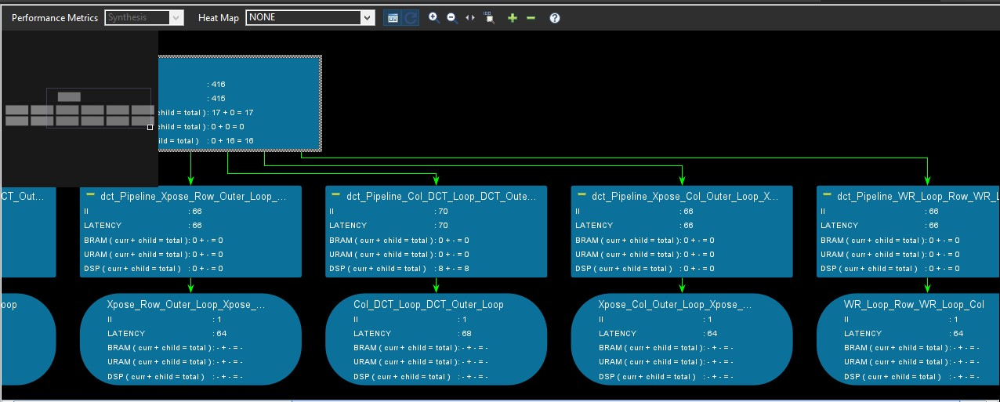 Performance Metrics Synthesis Heat Map NONE
: 416
: 415
child = total ) : 17 + 0 = 17
child = total ) : 0 + 0 = 0
ild = total ) : 0 + 16 = 16
CT_Out...
dct_Pipeline_Xpose_Row_Outer_Loop_...
II : 66
LATENCY : 66
BRAM ( curr + child = total ) : 0 + - = 0
URAM ( curr + child = total ) : 0 + - = 0
DSP ( curr + child = total ) : 0 + - = 0
dct_Pipeline_Col_DCT_Loop_DCT_Oute...
II : 70
LATENCY : 70
BRAM ( curr + child = total ) : 0 + - = 0
URAM ( curr + child = total ) : 0 + - = 0
DSP ( curr + child = total ) : 8 + - = 8
dct_Pipeline_Xpose_Col_Outer_Loop_X...
II : 66
LATENCY : 66
BRAM ( curr + child = total ) : 0 + - = 0
URAM ( curr + child = total ) : 0 + - = 0
DSP ( curr + child = total ) : 0 + - = 0
dct_Pipeline_WR_Loop_Row_WR_L
II : 66
LATENCY : 66
BRAM ( curr + child = total ) : 0 + - = 0
URAM ( curr + child = total ) : 0 + - = 0
DSP ( curr + child = total ) : 0 + - = 0
oop
Xpose_Row_Outer_Loop_Xpose_...
II : 1
LATENCY : 64
BRAM ( curr + child = total ) : - + - = -
URAM ( curr + child = total ) : - + - = -
DSP ( curr + child = total ) : - + - = -
Col_DCT_Loop_DCT_Outer_Loop
II : 1
LATENCY : 68
BRAM ( curr + child = total ) : - + - = -
URAM ( curr + child = total ) : - + - = -
DSP ( curr + child = total ) : - + - = -
Xpose_Col_Outer_Loop_Xpose_...
II : 1
LATENCY : 64
BRAM ( curr + child = total ) : - + - = -
URAM ( curr + child = total ) : - + - = -
DSP ( curr + child = total ) : - + - = -
WR_Loop_Row_WR_Loop_Col
II : 1
LATENCY : 64
BRAM ( curr + child = total ) : - + - = -
URAM ( curr + child = total ) : - + - = -
DSP ( curr + child = total ) : - + - = -